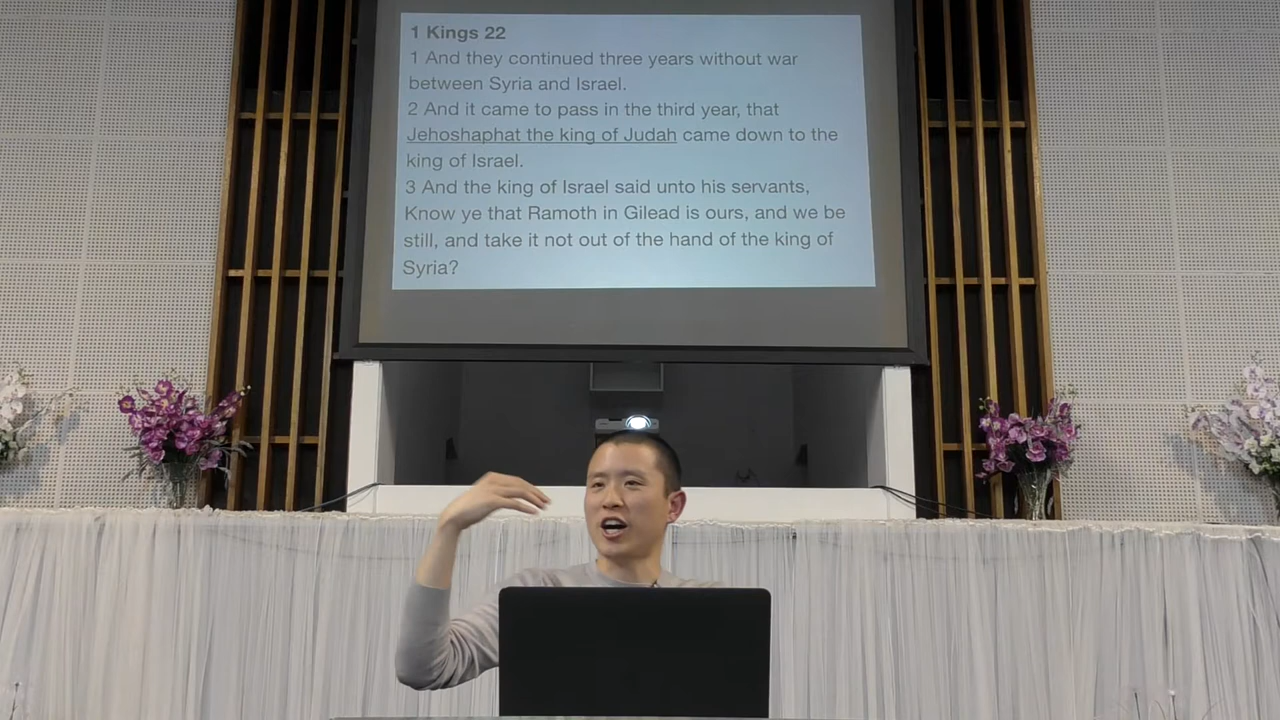 1 Kings 22
1 And they continued three years without war
between Syria and Israel.
2 And it came to pass in the third year, that
Jehoshaphat the king of Judah came down to the
king of Israel.
3 And the king of Israel said unto his servants,
Know ye that Ramoth in Gilead is ours, and we be
still, and take it not out of the hand of the king of
Syria?